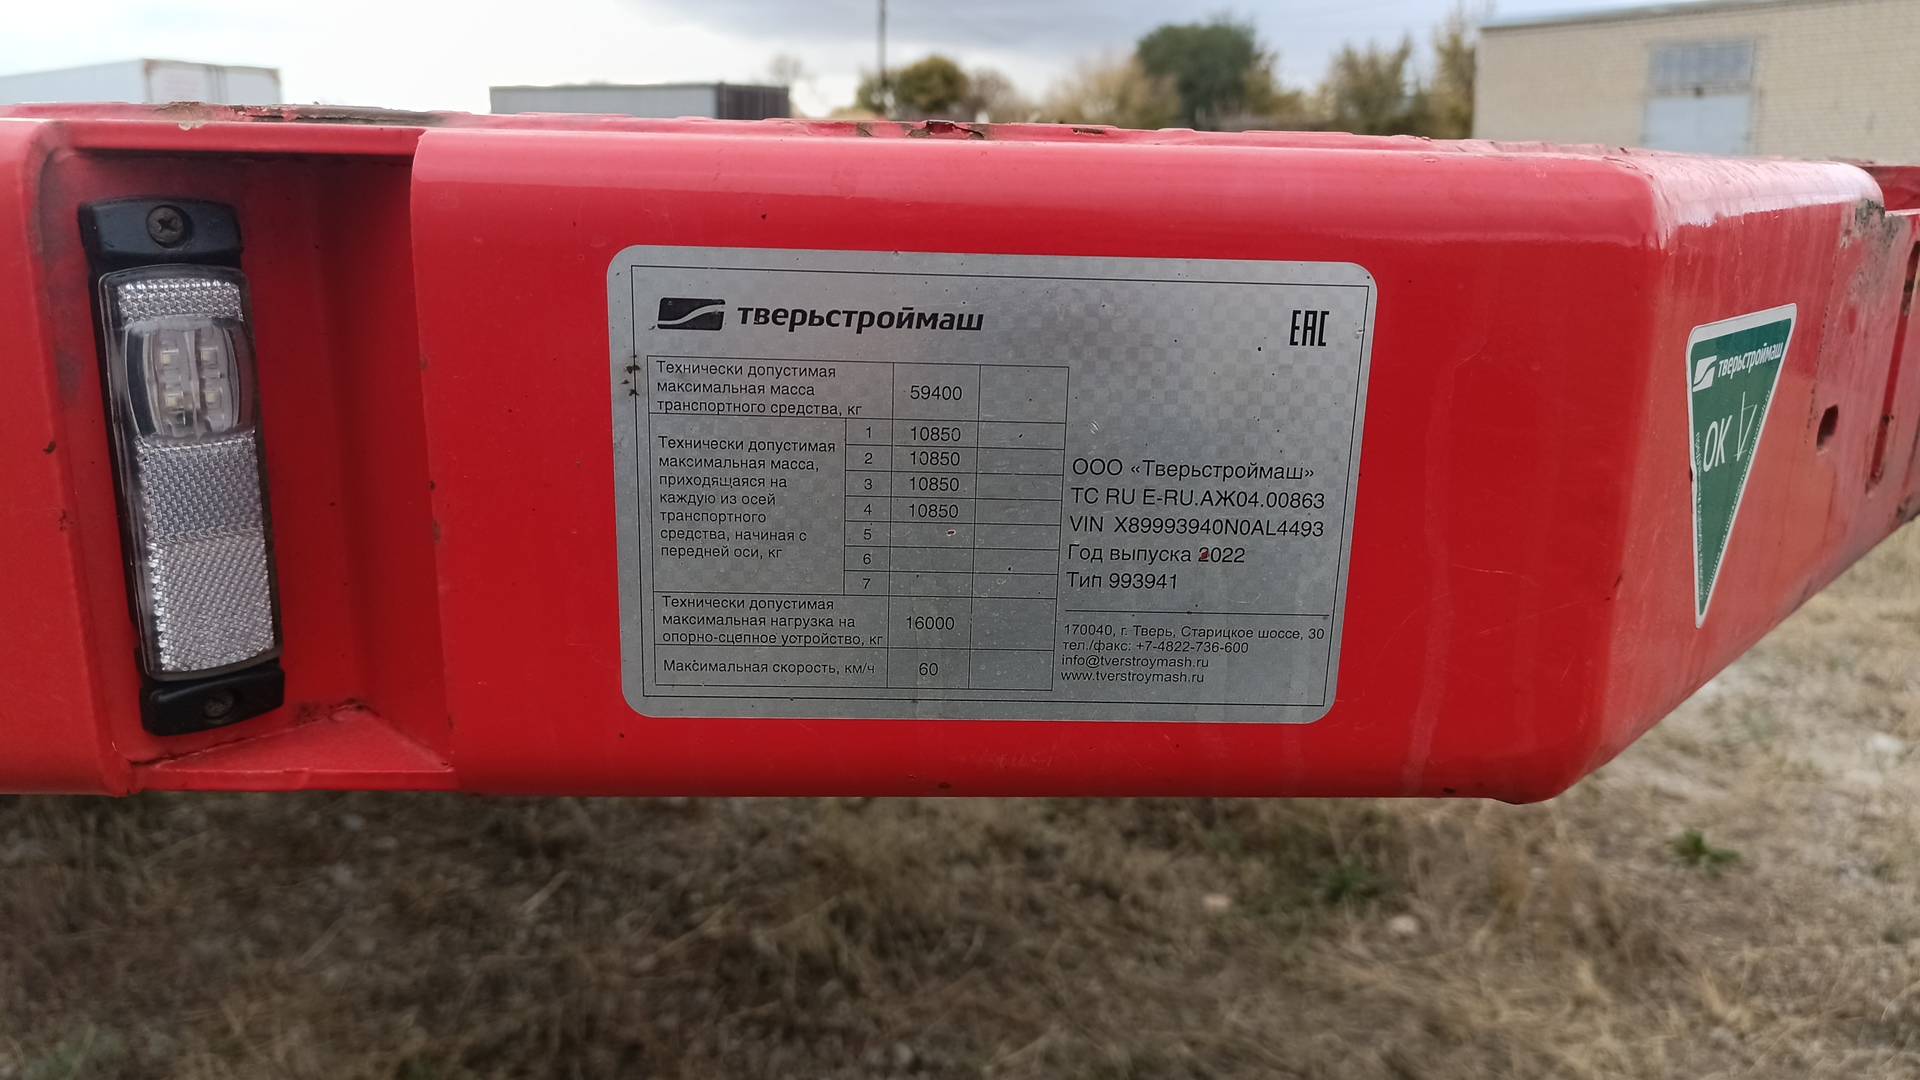 тверьстроймаш
EAC
Технически допустимая
максимальная масса
транспортного средства, кг
59400
Технически допустимая
максимальная масса,
приходящаяся на
каждую из осей
транспортного
средства, начиная с
передней оси, кг
1 10850
2 10850
3 10850
4 10850
5
6
7
Технически допустимая
максимальная нагрузка на
опорно-сцепное устройство, кг
16000
Максимальная скорость, км/ч 60
ООО «Тверьстроймаш»
ТС RU E-RU.АЖ04.00863
VIN X89993940N0AL4493
Год выпуска 2022
Тип 993941
170040, г. Тверь, Старицкое шоссе, 30
тел./факс: +7-4822-736-600
info@tverstroymash.ru
www.tverstroymash.ru
тверьстроймаш
ОК